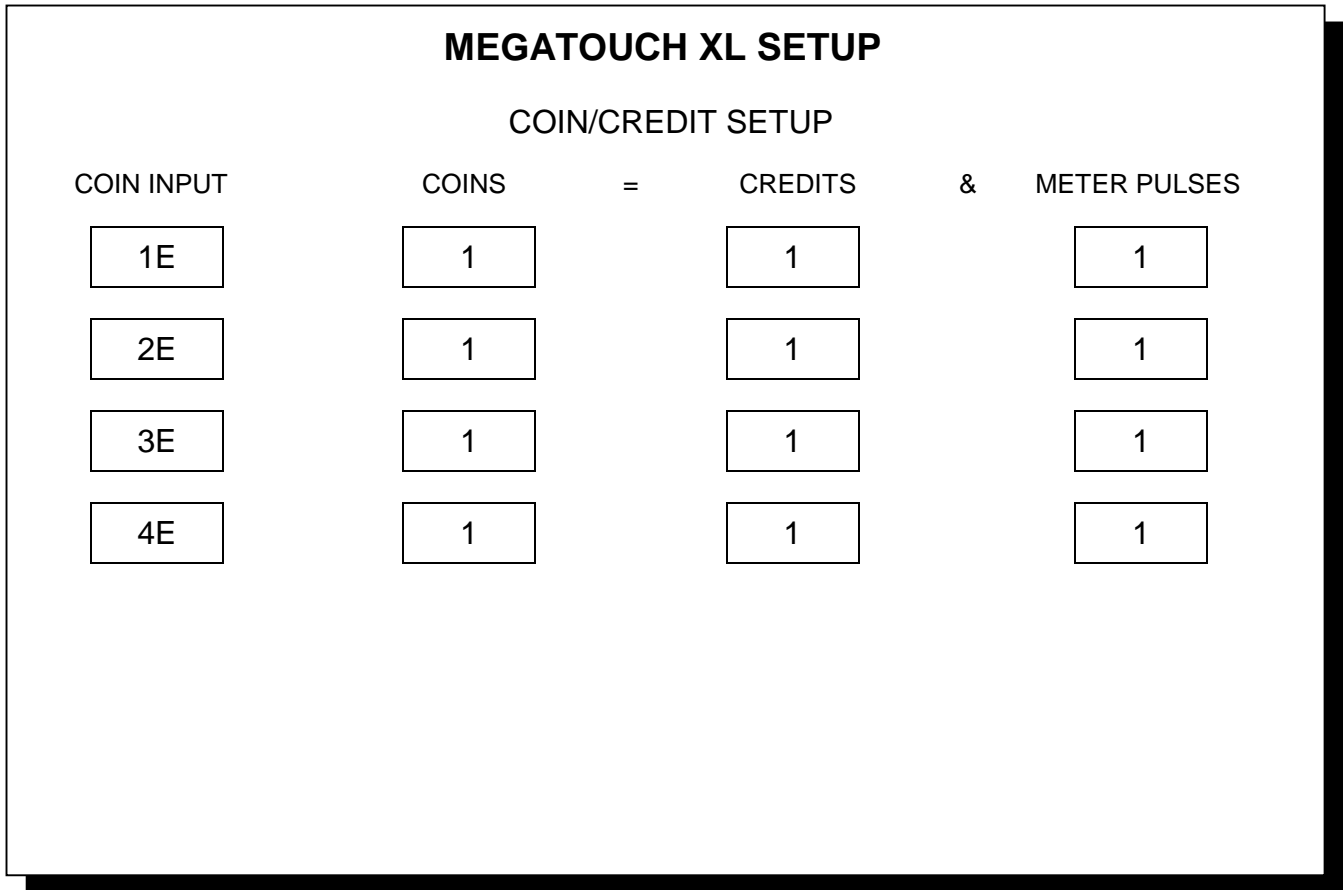 MEGATOUCH XL SETUP
COIN/CREDIT SETUP
COIN INPUT COINS = CREDITS & METER PULSES
1E 1 1 1
2E 1 1 1
3E 1 1 1
4E 1 1 1